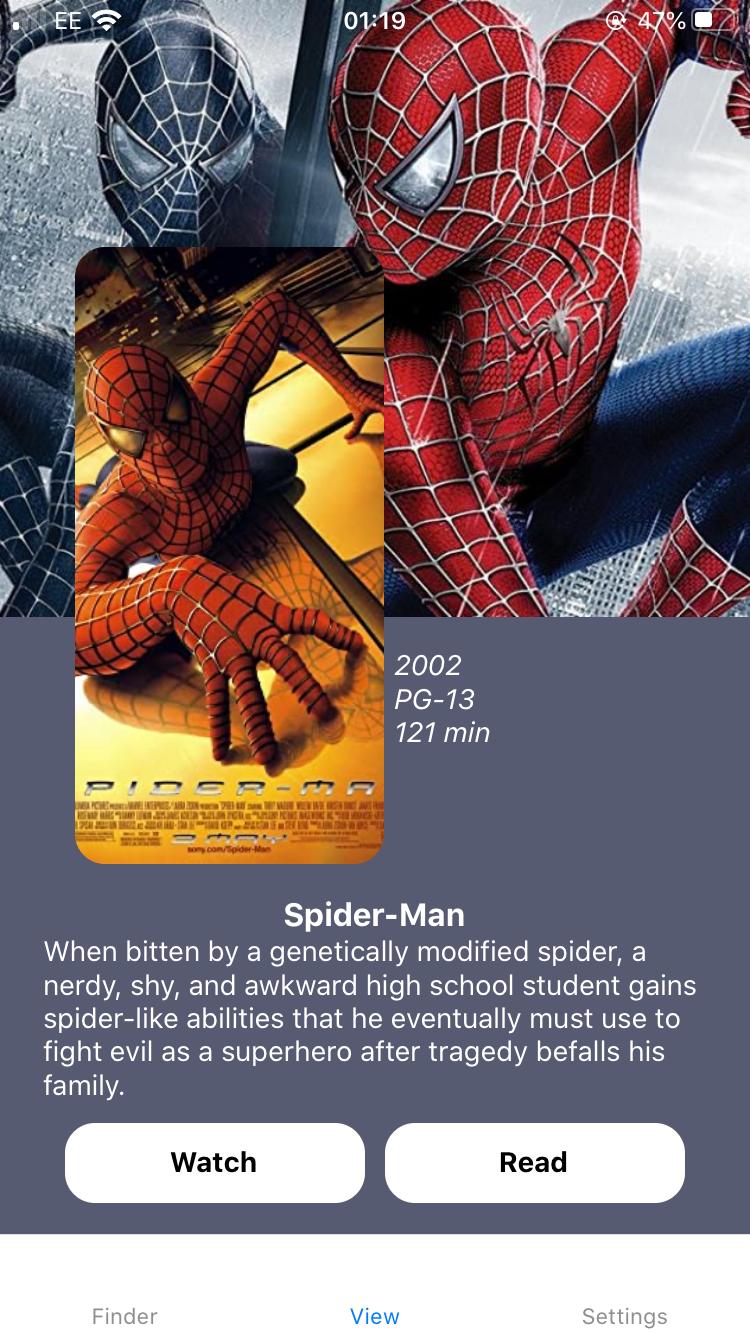 EE 01:19 47%
2002
PG-13
121 min
PIDER-MA
sony.com/Spider-Man
Spider-Man
When bitten by a genetically modified spider, a
nerdy, shy, and awkward high school student gains
spider-like abilities that he eventually must use to
fight evil as a superhero after tragedy befalls his
family.
Watch Read
Finder View Settings